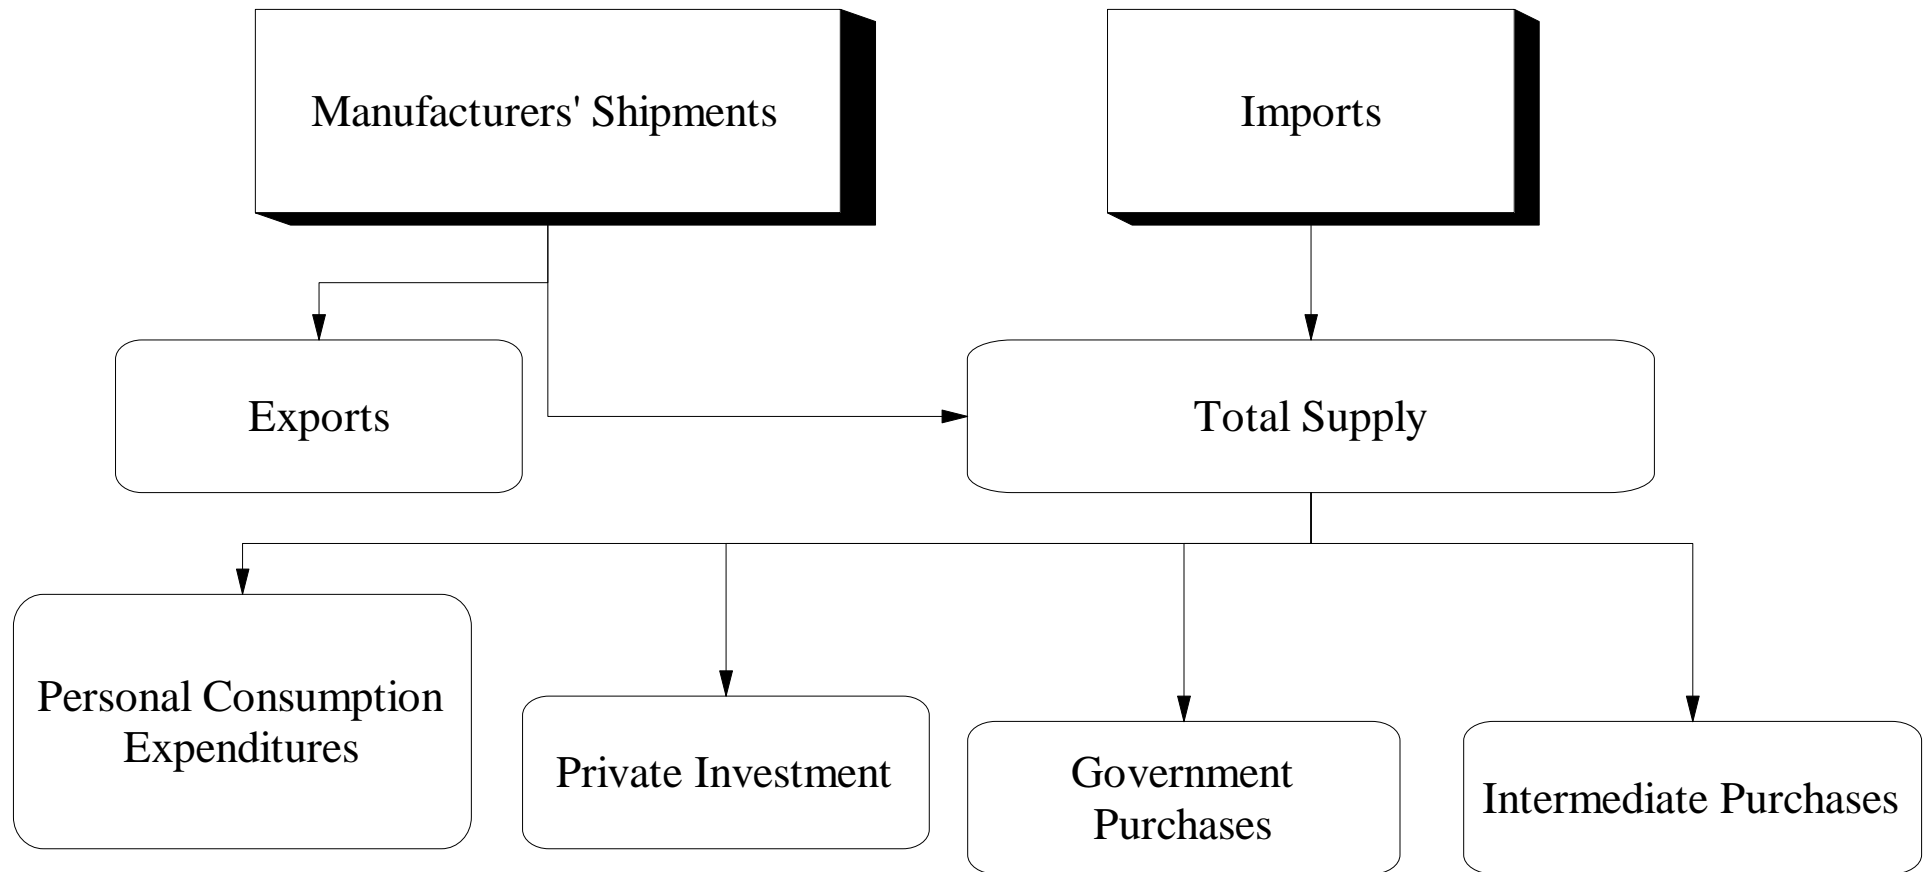 Manufacturers' Shipments
Imports
Exports
Total Supply
Personal Consumption
Expenditures
Private Investment
Government
Purchases
Intermediate Purchases